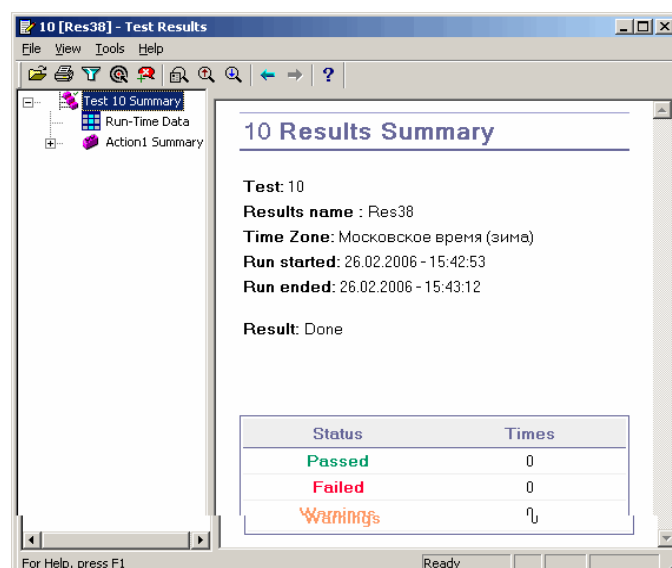 10 [Res38] - Test Results
File View Tools Help
Test 10 Summary
Run-Time Data
Action1 Summary
10 Results Summary
Test: 10
Results name : Res38
Time Zone: Московское время (зима)
Run started: 26.02.2006 - 15:42:53
Run ended: 26.02.2006 - 15:43:12
Result: Done
Status Times
Passed 0
Failed 0
Warnings
For Help, press F1 Ready